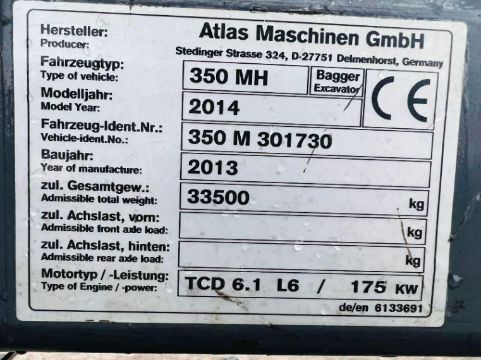 Hersteller: Atlas Maschinen GmbH
Producer: Stedinger Strasse 324, D-27751 Delmenhorst, Germany
Fahrzeugtyp: 350 MH Bagger
Type of vehicle: Excavator
Modelljahr: 2014
Model Year:
Fahrzeug-Ident.Nr.: 350 M 301730
Vehicle-ident.No.:
Baujahr: 2013
Year of manufacture:
zul. Gesamtgew.: 33500 kg
Admissible total weight:
zul. Achslast, vorn: kg
Admissible front axle load:
zul. Achslast, hinten: kg
Admissible rear axle load:
Motortyp / -Leistung: TCD 6.1 L6 / 175 KW
Type of Engine / -power:
de/en 6133691
CE